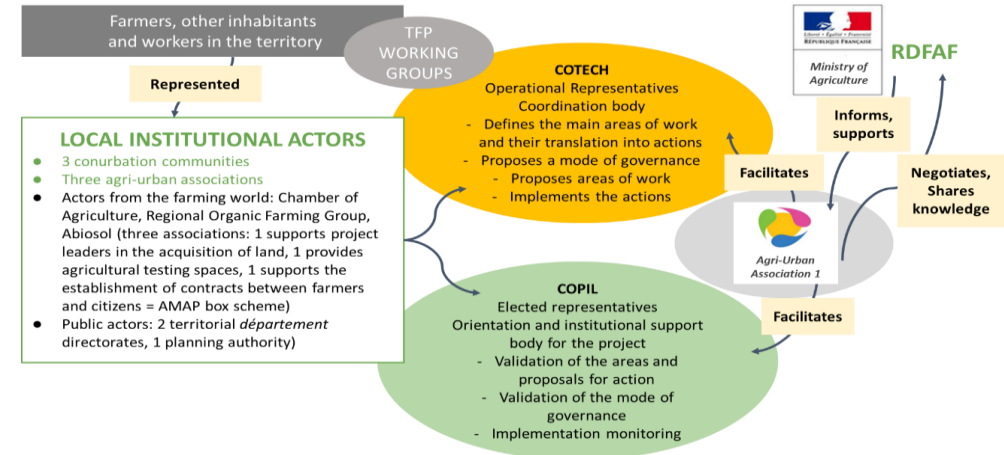 Farmers, other inhabitants
and workers in the territory
TFP
WORKING
GROUPS
Represented
LOCAL INSTITUTIONAL ACTORS
● 3 conurbation communities
● Three agri-urban associations
● Actors from the farming world: Chamber of
Agriculture, Regional Organic Farming Group,
Abiosol (three associations: 1 supports project
leaders in the acquisition of land, 1 provides
agricultural testing spaces, 1 supports the
establishment of contracts between farmers
and citizens = AMAP box scheme)
● Public actors: 2 territorial département
directorates, 1 planning authority)
COTECH
Operational Representatives
Coordination body
- Defines the main areas of work
and their translation into actions
- Proposes a mode of governance
- Proposes areas of work
- Implements the actions
COPIL
Elected representatives
Orientation and institutional support
body for the project
- Validation of the areas and
proposals for action
- Validation of the mode of
governance
- Implementation monitoring
Liberté • Égalité • Fraternité
RÉPUBLIQUE FRANÇAISE
Ministry of
Agriculture
RDFAF
Informs,
supports
Facilitates
Negotiates,
Shares
knowledge
Agri-Urban
Association 1
Facilitates